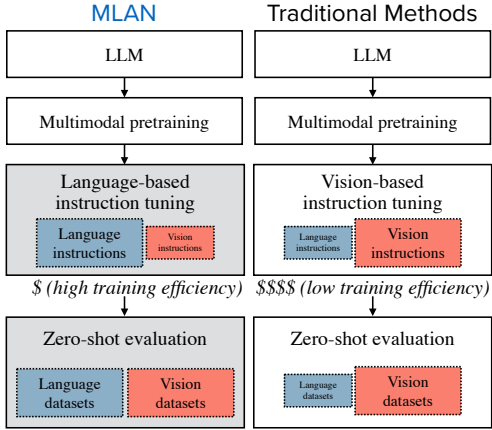 MLAN
LLM
Multimodal pretraining
Language-based
instruction tuning
Language
instructions
Vision
instructions
$ (high training efficiency)
Zero-shot evaluation
Language
datasets
Vision
datasets
Traditional Methods
LLM
Multimodal pretraining
Vision-based
instruction tuning
Language
instructions
Vision
instructions
$$$$ (low training efficiency)
Zero-shot evaluation
Language
datasets
Vision
datasets